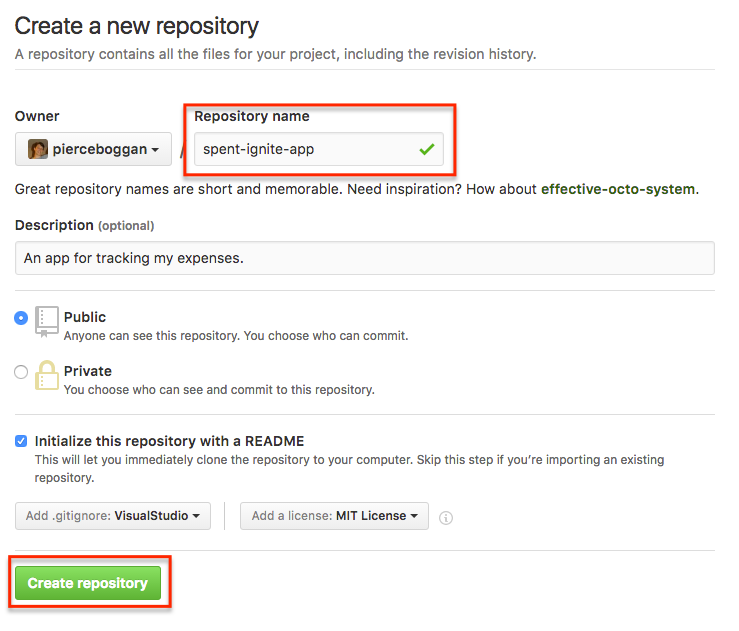 Create a new repository
A repository contains all the files for your project, including the revision history.
Owner
Repository name
pierceboggan
/
spent-ignite-app
Great repository names are short and memorable. Need inspiration? How about effective-octo-system.
Description (optional)
An app for tracking my expenses.
Public
Anyone can see this repository. You choose who can commit.
Private
You choose who can see and commit to this repository.
Initialize this repository with a README
This will let you immediately clone the repository to your computer. Skip this step if you’re importing an existing
repository.
Add .gitignore: VisualStudio
Add a license: MIT License
Create repository